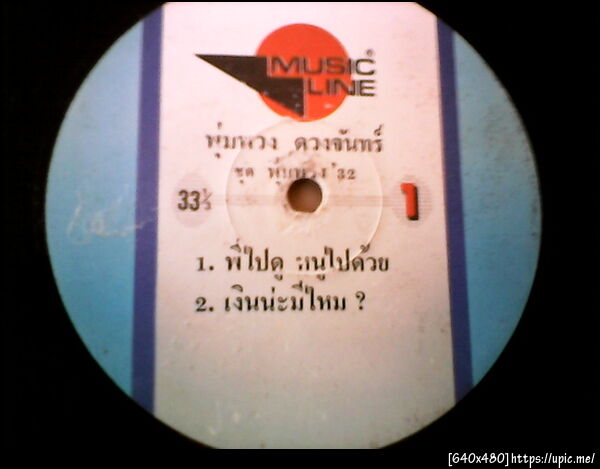 MUSIC
LINE
พุ่มพวง ดวงจันทร์
ชุด พุ่มพวง '32
33⅓ 1
1. พี่ไปดู หนูไปด้วย
2. เงินน่ะมีไหม ?
[640x480]https://upic.me/